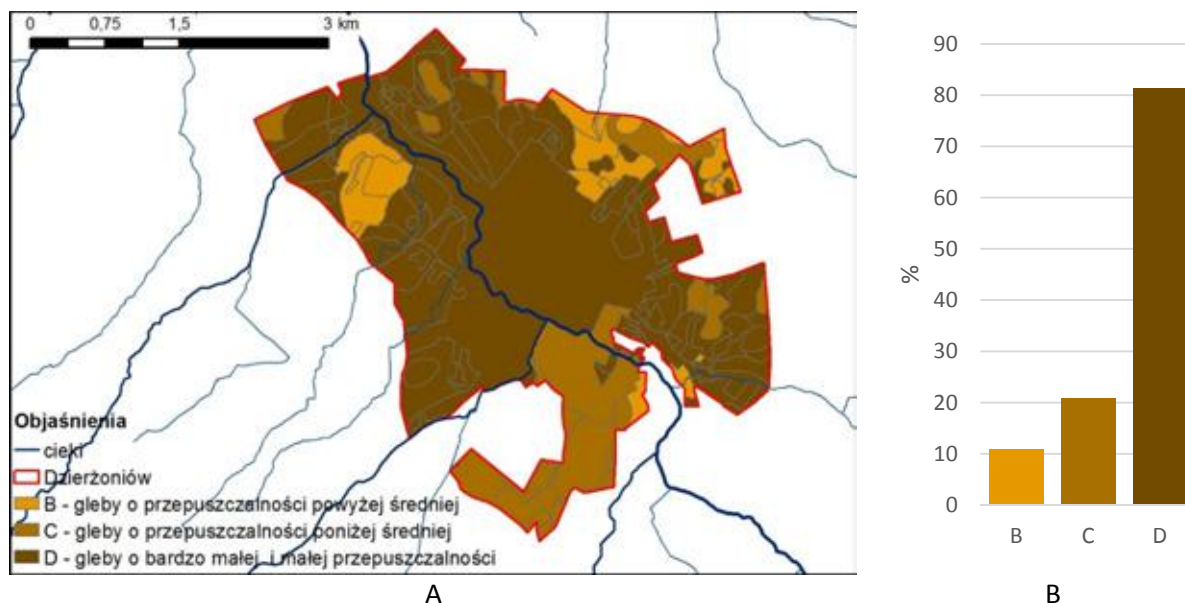 0 0,75 1,5 3 km
Objaśnienia
cieki
Dzierżoniów
B - gleby o przepuszczalności powyżej średniej
C - gleby o przepuszczalności poniżej średniej
D - gleby o bardzo małej i małej przepuszczalności
A
90
80
70
60
50
40
30
20
10
0
%
B C D
B